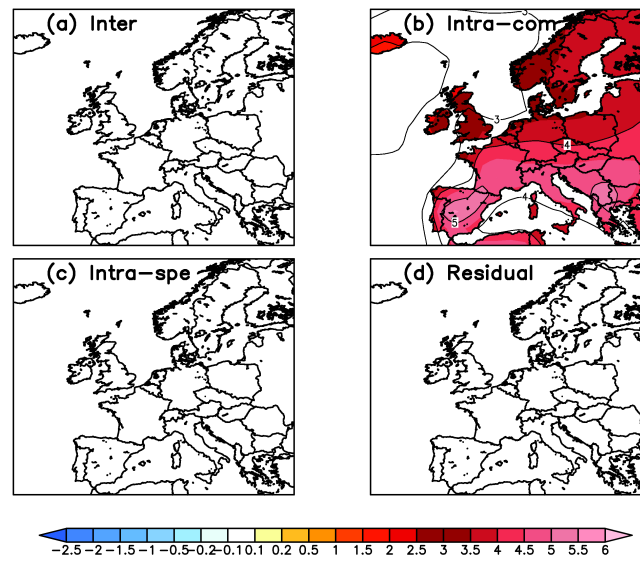 (a) Inter
(b) Intra-com
3
3
4
4
5
(c) Intra-spe
(d) Residual
-2.5 -2 -1.5 -1 -0.5 -0.2 -0.1 0.1 0.2 0.5 1 1.5 2 2.5 3 3.5 4 4.5 5 5.5 6